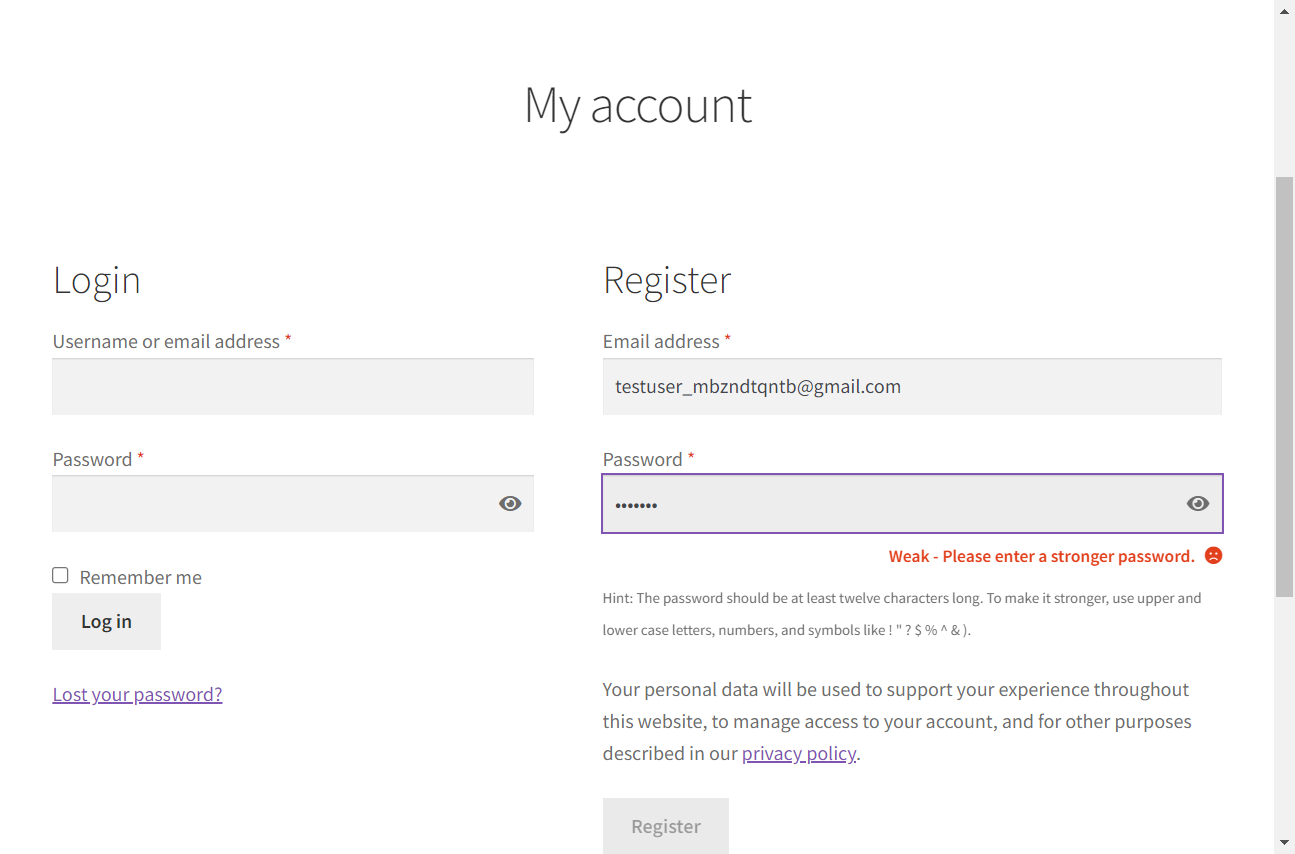 My account
Login
Username or email address *
Password *
Remember me
Log in
Lost your password?
Register
Email address *
testuser_mbzndtqntb@gmail.com
Password *
•••••••
Weak - Please enter a stronger password.
Hint: The password should be at least twelve characters long. To make it stronger, use upper and
lower case letters, numbers, and symbols like ! " ? $ % ^ & ).
Your personal data will be used to support your experience throughout
this website, to manage access to your account, and for other purposes
described in our privacy policy.
Register